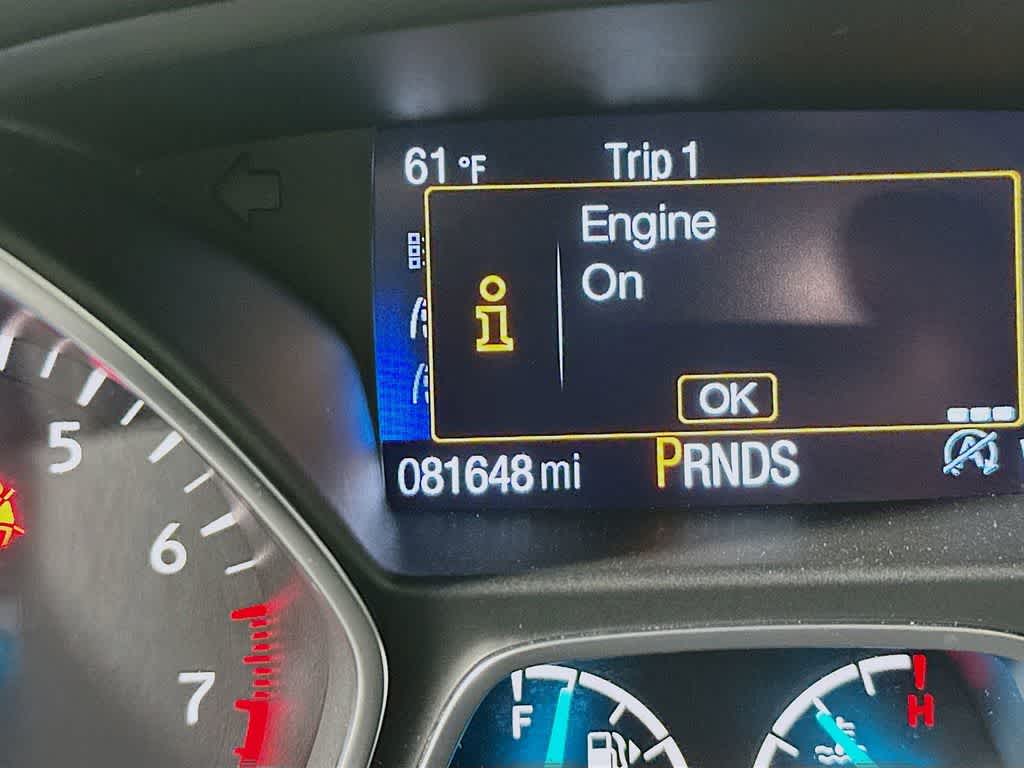 61 °F Trip 1
Engine
On
OK
081648 mi PRNDS
5
6
7
F
H